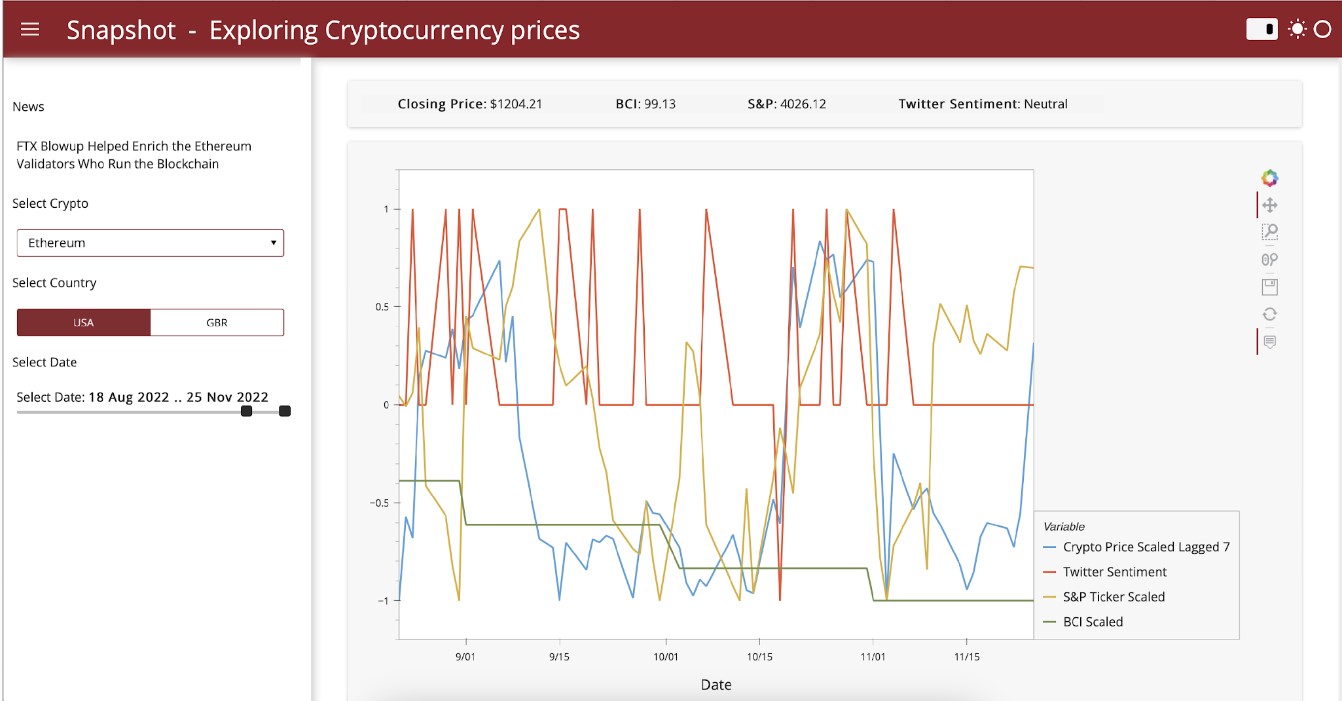 Snapshot - Exploring Cryptocurrency prices
News
FTX Blowup Helped Enrich the Ethereum
Validators Who Run the Blockchain
Select Crypto
Ethereum
Select Country
USA GBR
Select Date
Select Date: 18 Aug 2022 .. 25 Nov 2022
Closing Price: $1204.21 BCI: 99.13 S&P: 4026.12 Twitter Sentiment: Neutral
1
0.5
0
−0.5
−1
9/01 9/15 10/01 10/15 11/01 11/15
Date
Variable
Crypto Price Scaled Lagged 7
Twitter Sentiment
S&P Ticker Scaled
BCI Scaled